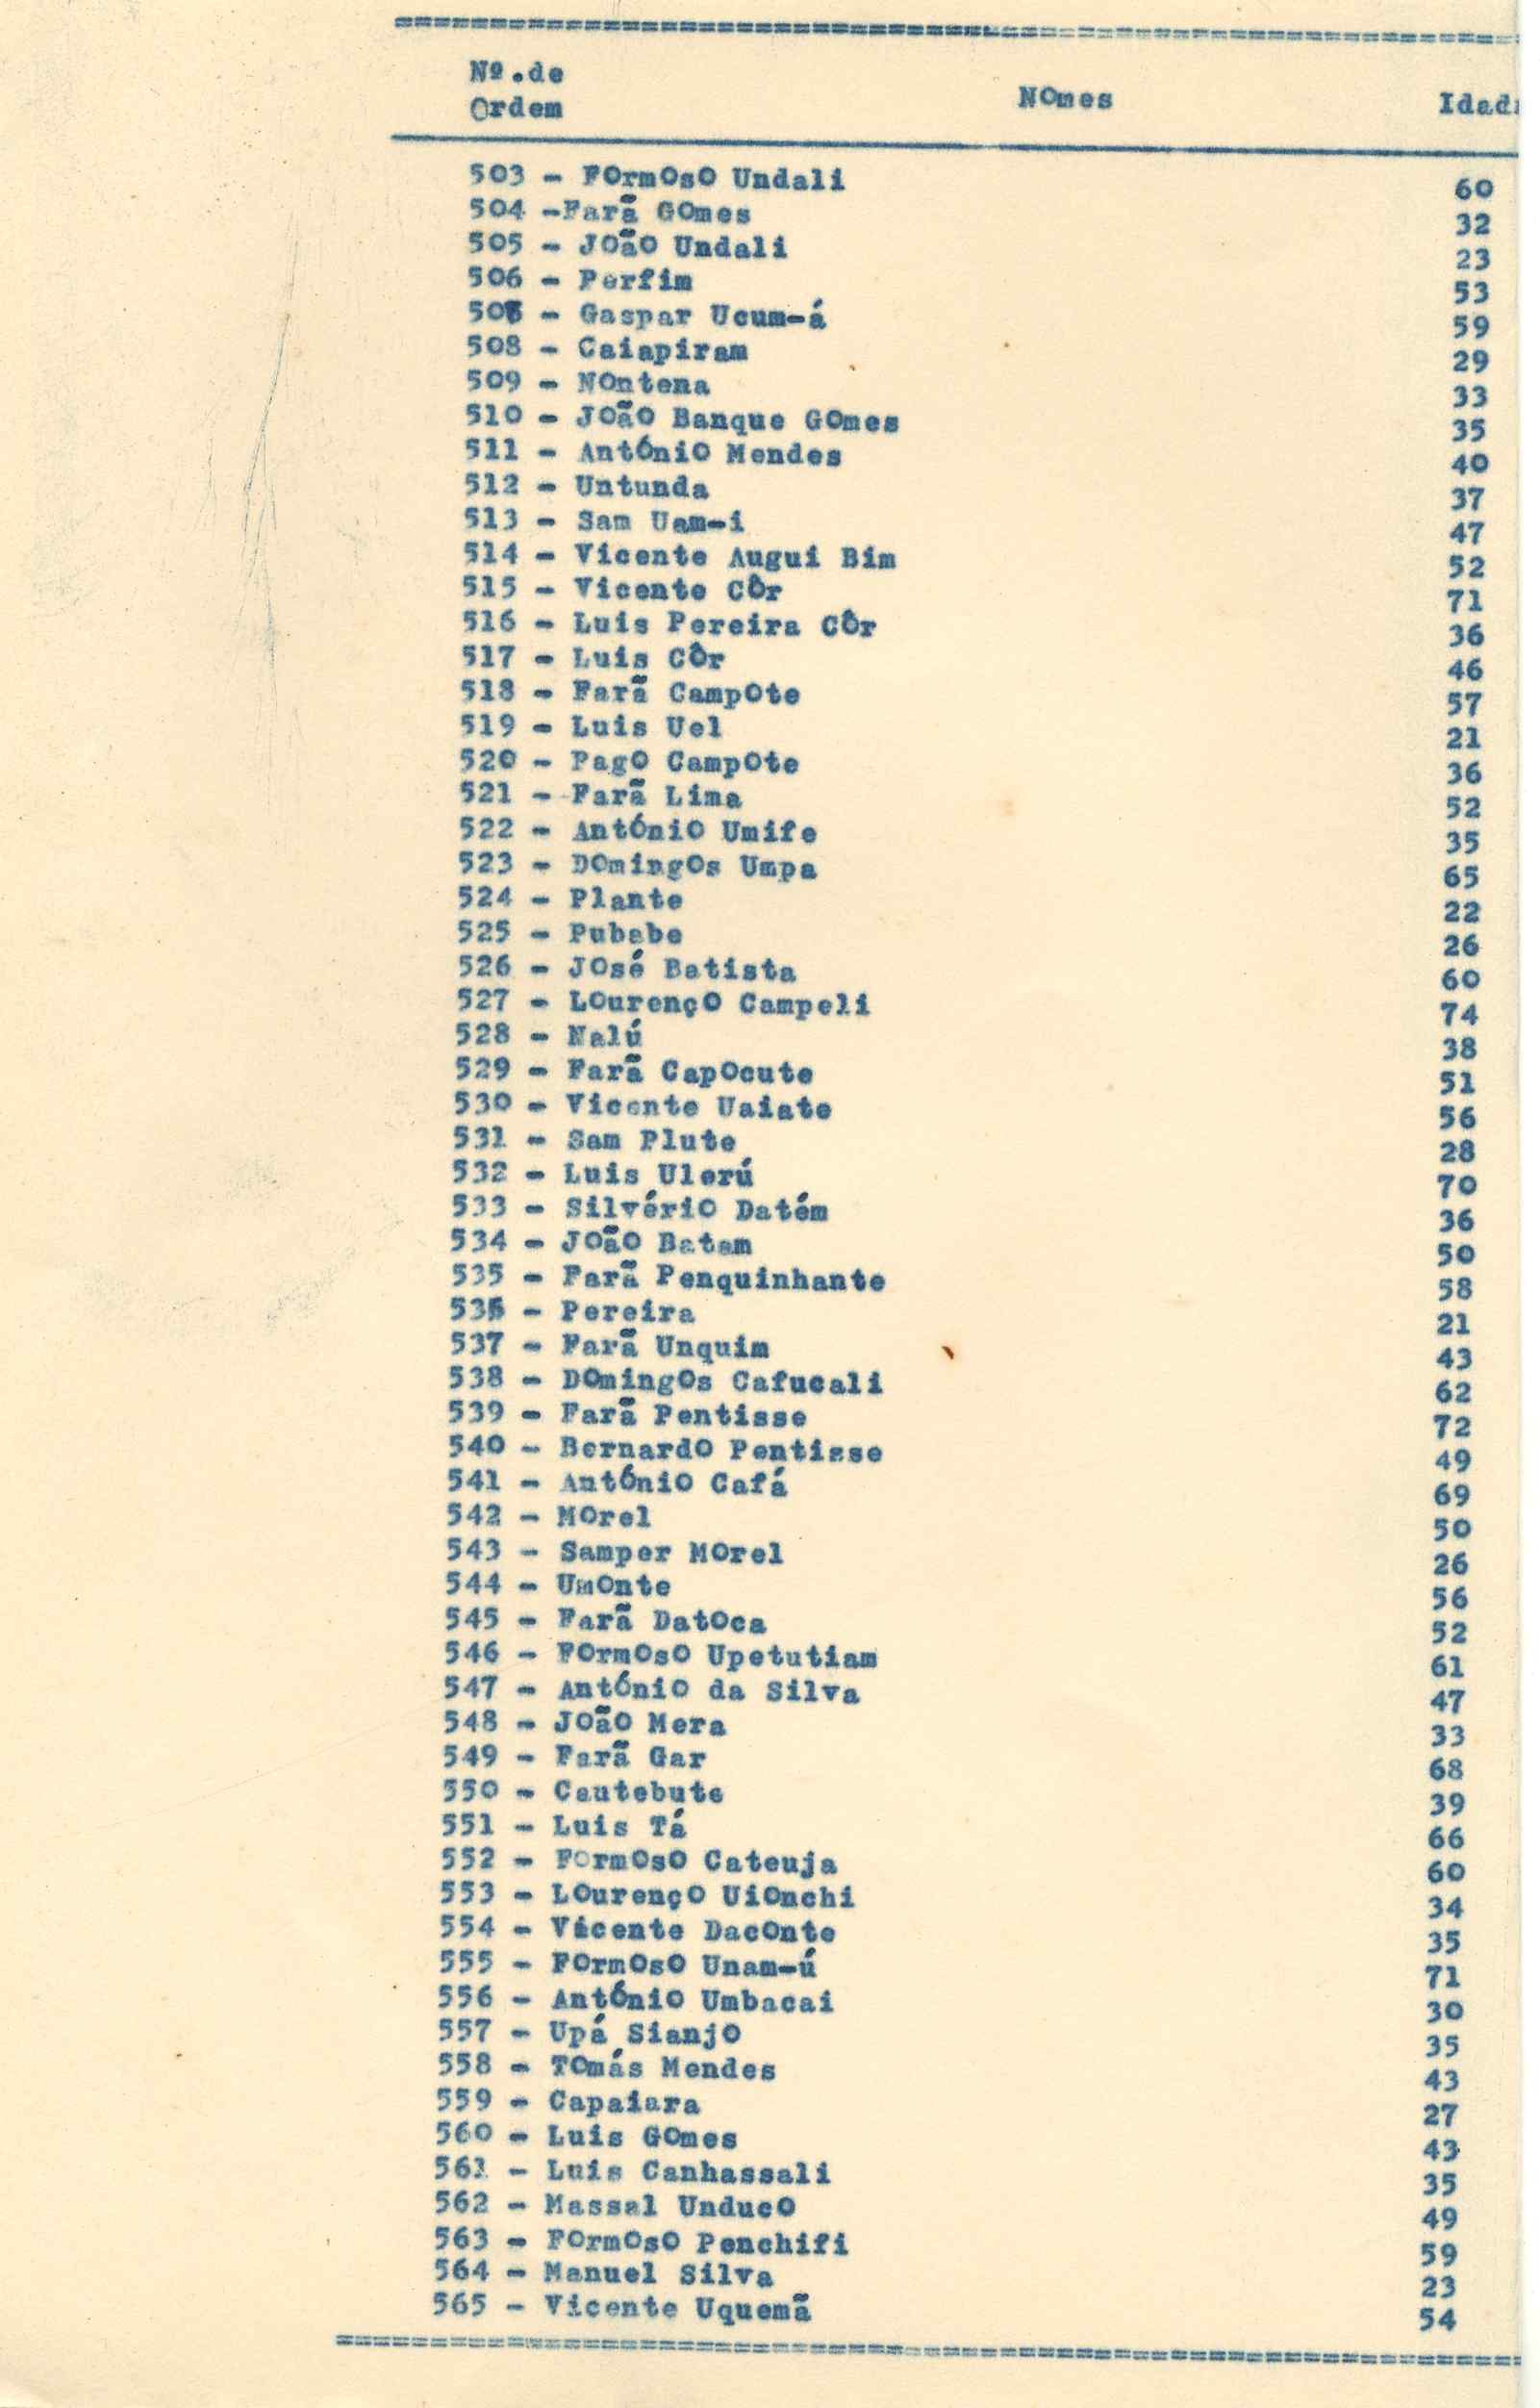 Nº.de
Ordem NOmes Idad
503 - FOrmOsO Undali 60
504 -Farã GOmes 32
505 - JOãO Undali 23
506 - Perfim 53
507 - Gaspar Ucum-á 59
508 - Caiapiram 29
509 - NOntena 33
510 - JOãO Banque GOmes 35
511 - AntÓniO Mendes 40
512 - Untunda 37
513 - Sam Uam-i 47
514 - Vicente Augui Bim 52
515 - Vicente CÔr 71
516 - Luis Pereira CÔr 36
517 - Luis CÔr 46
518 - Farã CampOte 57
519 - Luis Uel 21
520 - PagO CampOte 36
521 - Farã Lima 52
522 - AntÓniO Umife 35
523 - DOmingOs Umpa 65
524 - Plante 22
525 - Pubabe 26
526 - JOsé Batista 60
527 - LOurençO Campeli 74
528 - Nalú 38
529 - Farã CapOcute 51
530 - Vicente Uaiate 56
531 - Sam Plute 28
532 - Luis Ulerú 70
533 - SilvériO Datém 36
534 - JOãO Batam 50
535 - Farã Penquinhante 58
536 - Pereira 21
537 - Farã Unquim 43
538 - DOmingOs Cafucali 62
539 - Farã Pentisse 72
540 - BernardO Pentisse 49
541 - AntÓniO Cafá 69
542 - MOrel 50
543 - Samper MOrel 26
544 - UmOnte 56
545 - Farã DatOca 52
546 - FOrmOsO Upetutiam 61
547 - AntÓniO da Silva 47
548 - JOãO Mera 33
549 - Farã Gar 68
550 - Cautebute 39
551 - Luis Tá 66
552 - FOrmOsO Cateuja 60
553 - LOurençO UiOnchi 34
554 - Vicente DacOnte 35
555 - FOrmOsO Unam-ú 71
556 - AntÓniO Umbacai 30
557 - Upá SianjO 35
558 - TOmás Mendes 43
559 - Capaiara 27
560 - Luis GOmes 43
561 - Luis Canhassali 35
562 - Massal UnducO 49
563 - FOrmOsO Penchifi 59
564 - Manuel Silva 23
565 - Vicente Uquemã 54